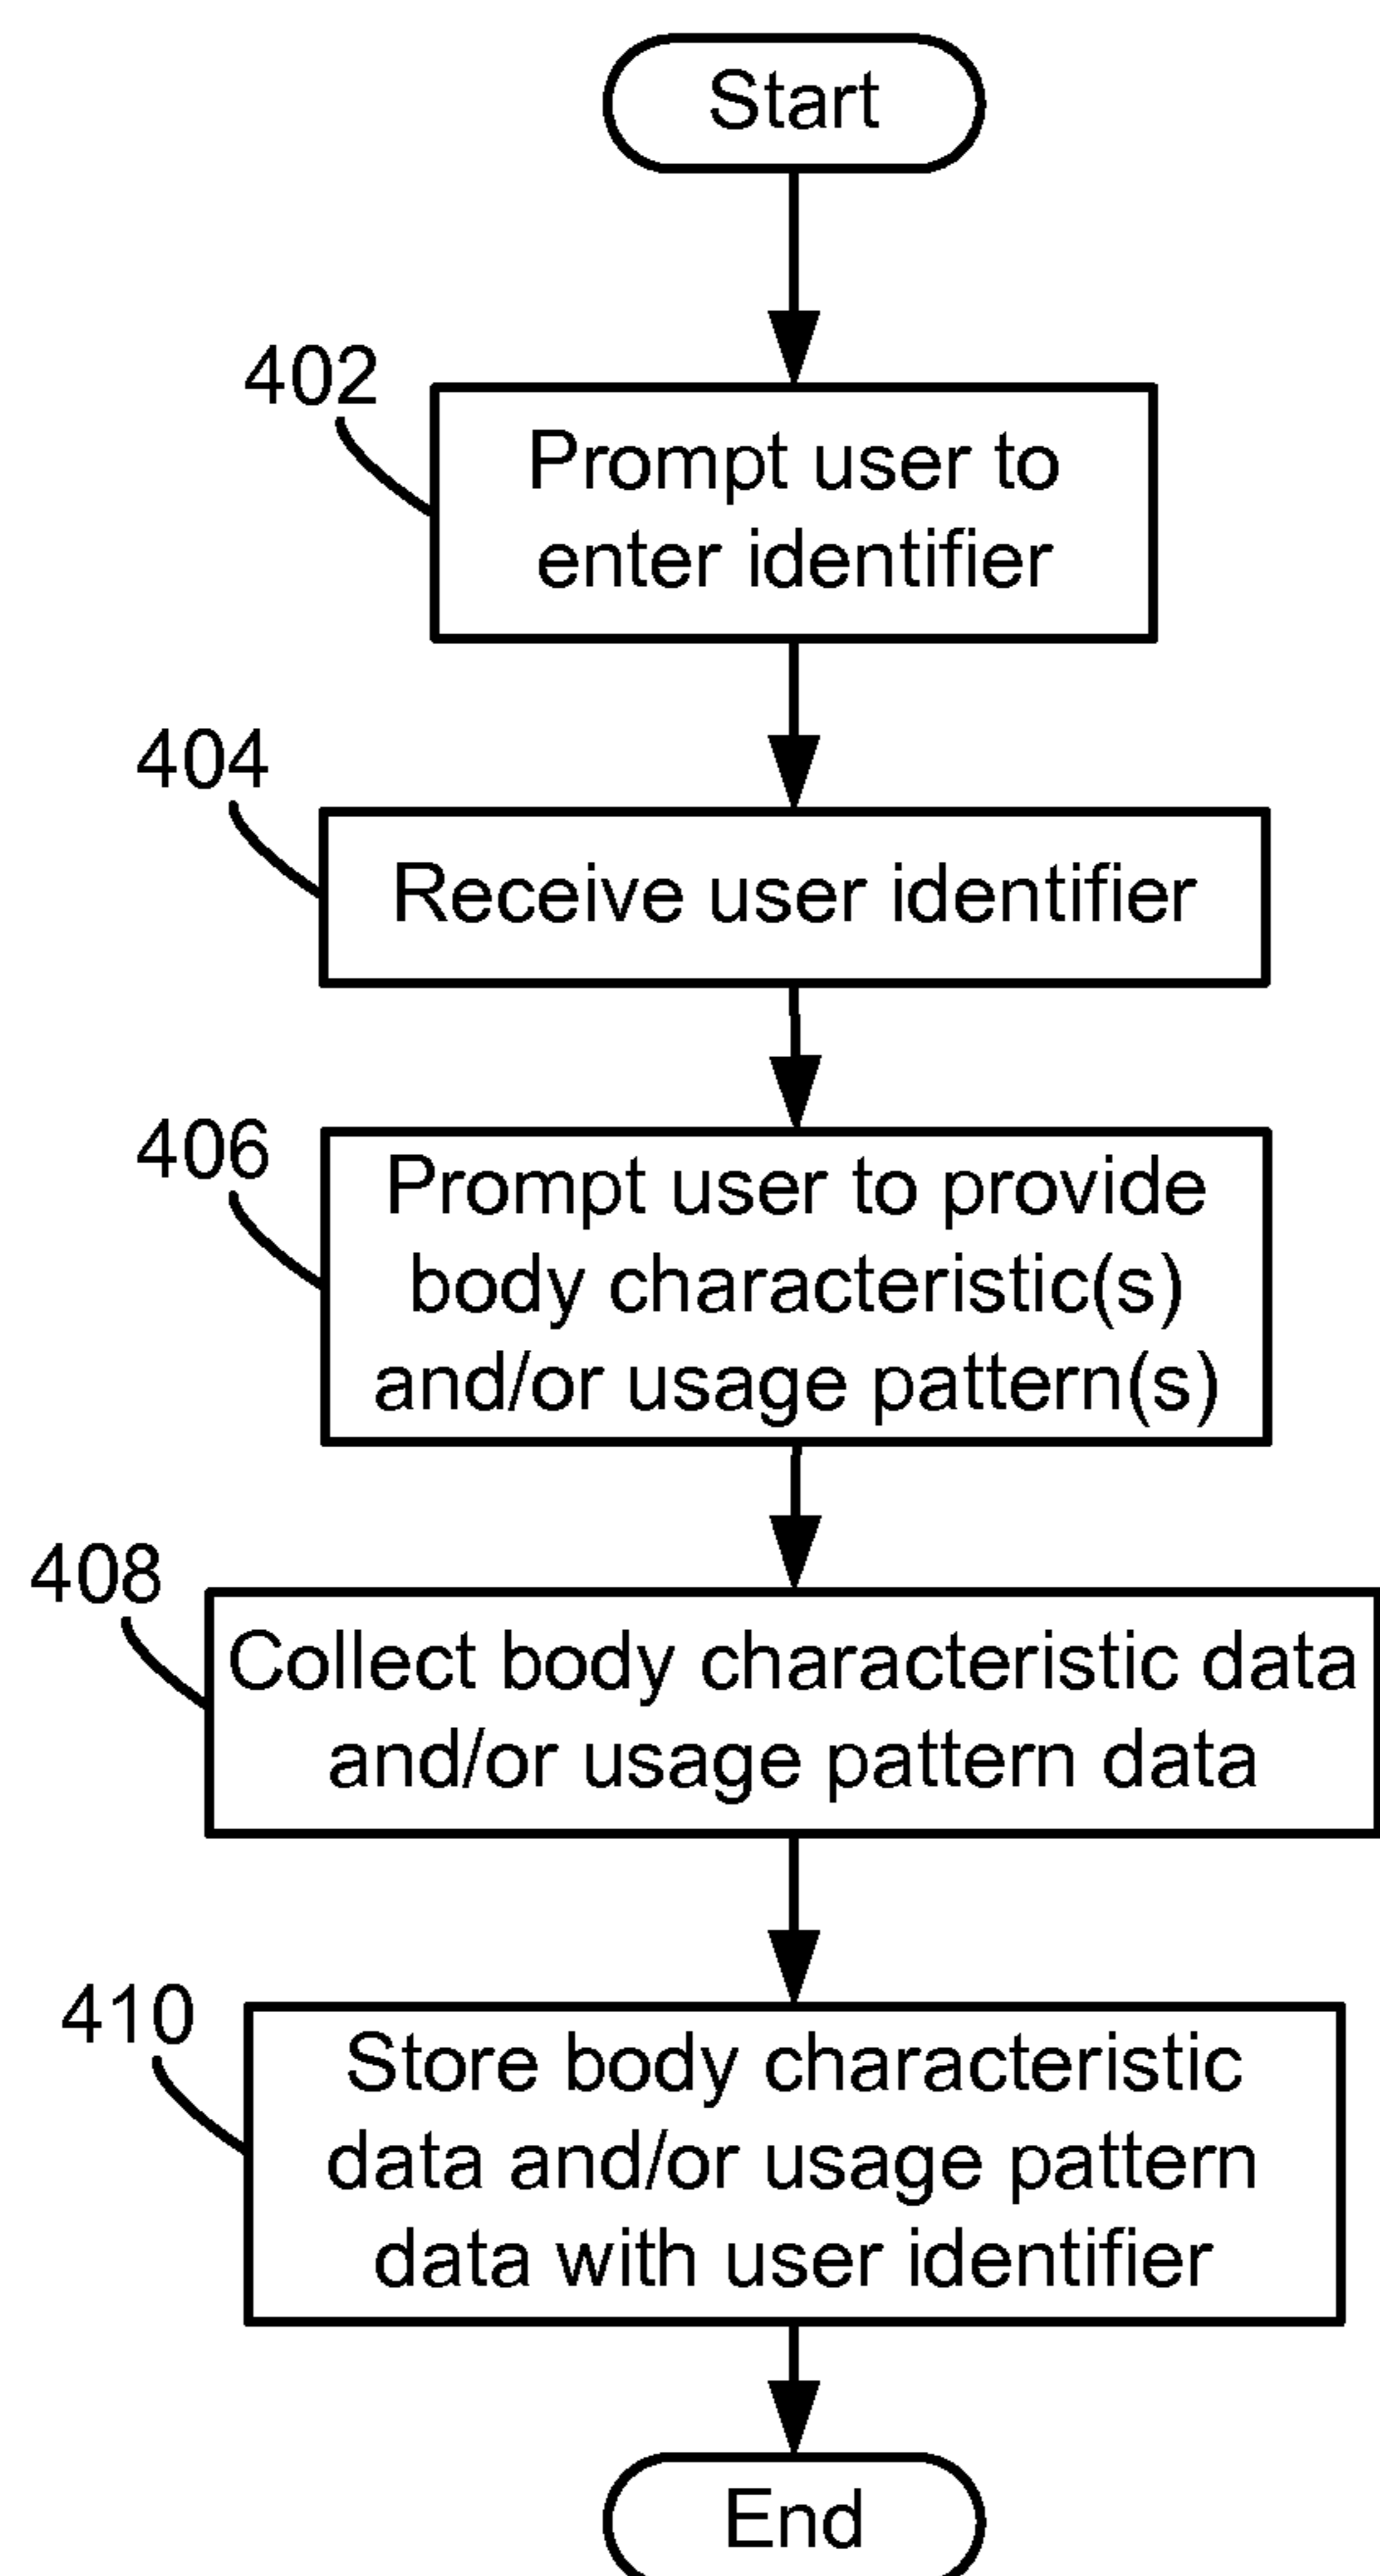 Start
402
Prompt user to
enter identifier
404
Receive user identifier
406
Prompt user to provide
body characteristic(s)
and/or usage pattern(s)
408
Collect body characteristic data
and/or usage pattern data
410
Store body characteristic
data and/or usage pattern
data with user identifier
End